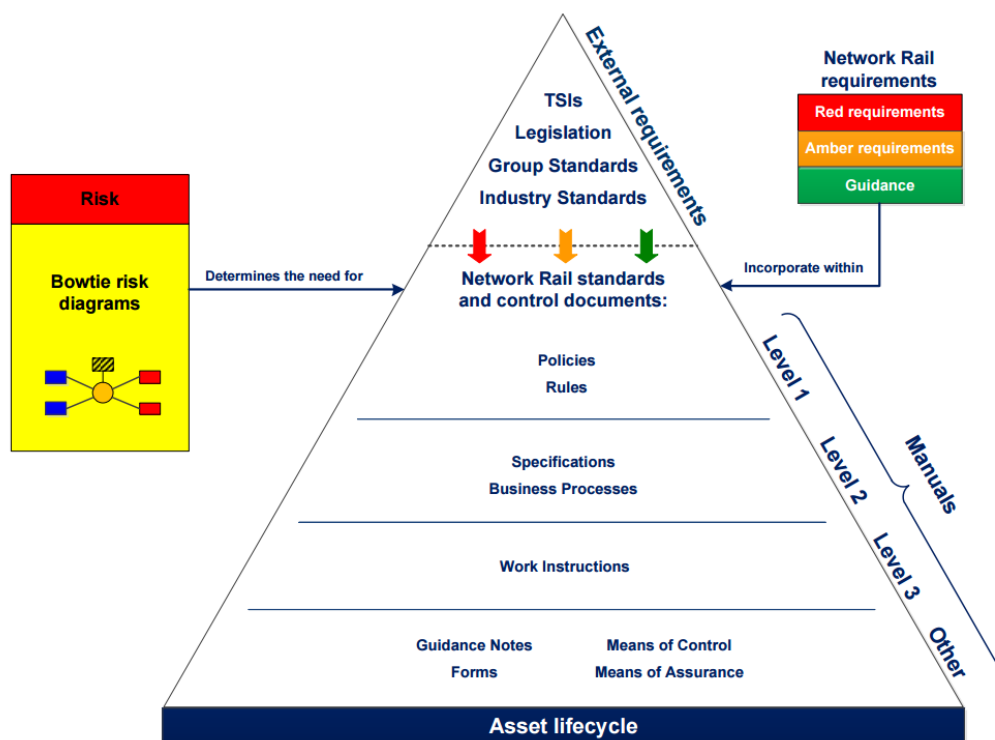 External requirements
TSIs
Legislation
Group Standards
Industry Standards
Network Rail
requirements
Red requirements
Amber requirements
Guidance
Risk
Bowtie risk
diagrams
Determines the need for
Incorporate within
Network Rail standards
and control documents:
Policies
Rules
Level 1
Specifications
Business Processes
Level 2
Manuals
Work Instructions
Level 3
Guidance Notes
Means of Control
Forms
Means of Assurance
Other
Asset lifecycle